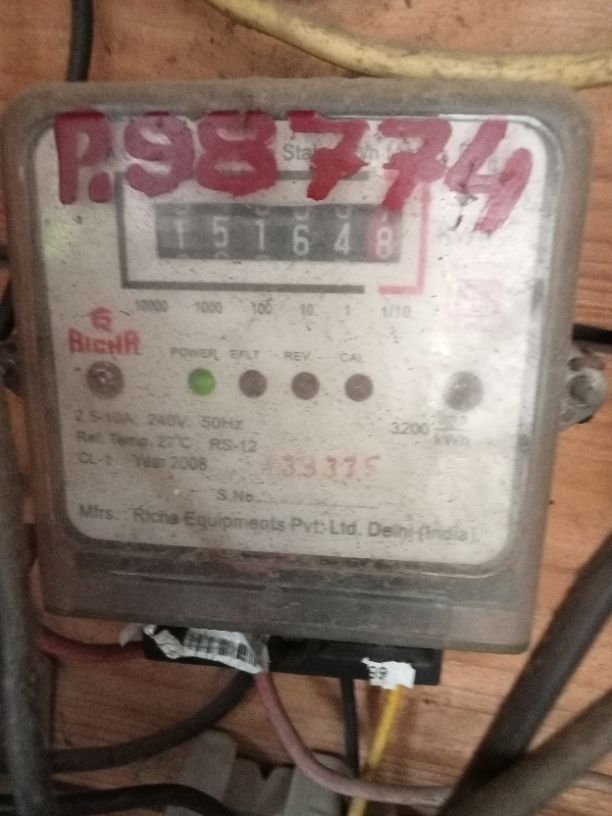 P.98774
1 5 1 6 4 8
10000 1000 100 10 1 1/10
RICHA
POWER EFLT REV. CAL
2.5-10A. 240V. 50Hz
3200
kWh
Ref. Temp. 27°C RS-12
CL-1 Year 2008
S.No.
Mfrs. Richa Equipments Pvt. Ltd. Delhi (India)
99